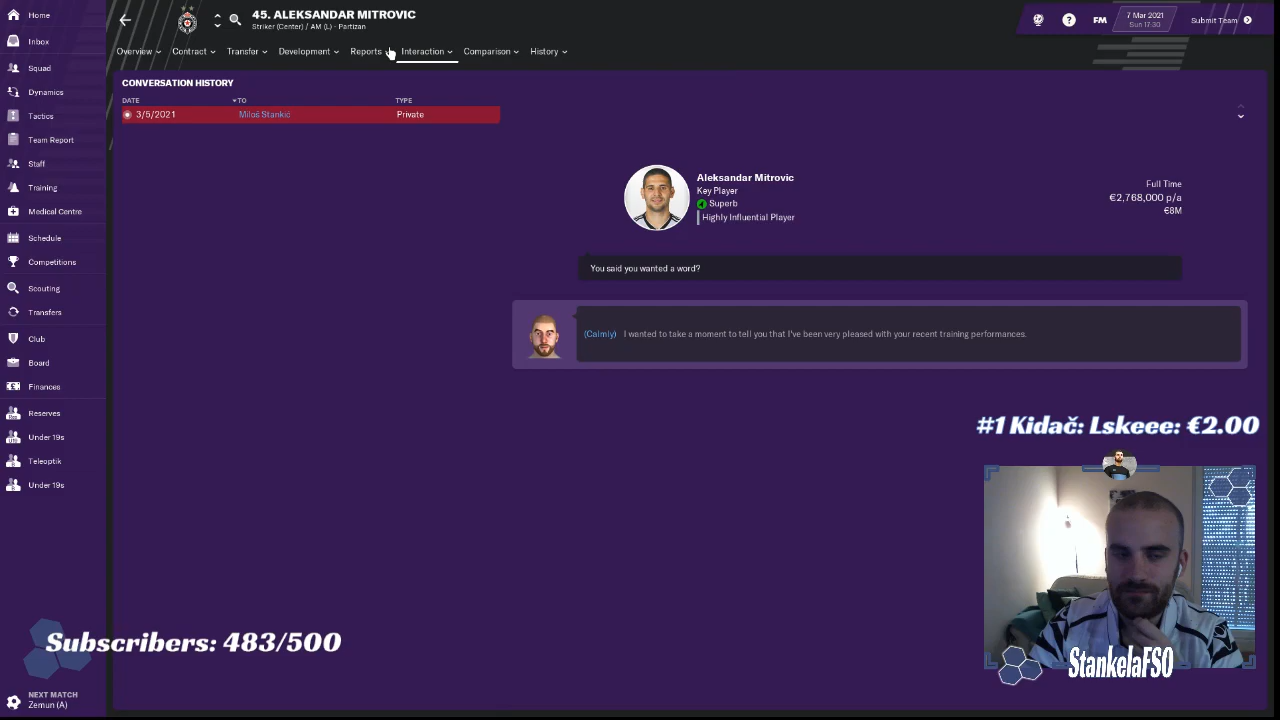 45. ALEKSANDAR MITROVIC
Striker (Center) / AM (L) - Partizan
FM
7 Mar 2021
Sun 17:30
Submit Team
Overview
Contract
Transfer
Development
Reports
Interaction
Comparison
History
Home
Inbox
Squad
Dynamics
Tactics
Team Report
Staff
Training
Medical Centre
Schedule
Competitions
Scouting
Transfers
Club
Board
Finances
Reserves
Under 19s
Teleoptik
Under 19s
NEXT MATCH
Zemun (A)
CONVERSATION HISTORY
DATE TO TYPE
3/5/2021 Miloš Stankić Private
Aleksandar Mitrovic
Key Player
Superb
Highly Influential Player
Full Time
€2,768,000 p/a
€8M
You said you wanted a word?
(Calmly) I wanted to take a moment to tell you that I've been very pleased with your recent training performances.
#1 Kidač: Lskeee: €2.00
Subscribers: 483/500
StankelaFSO